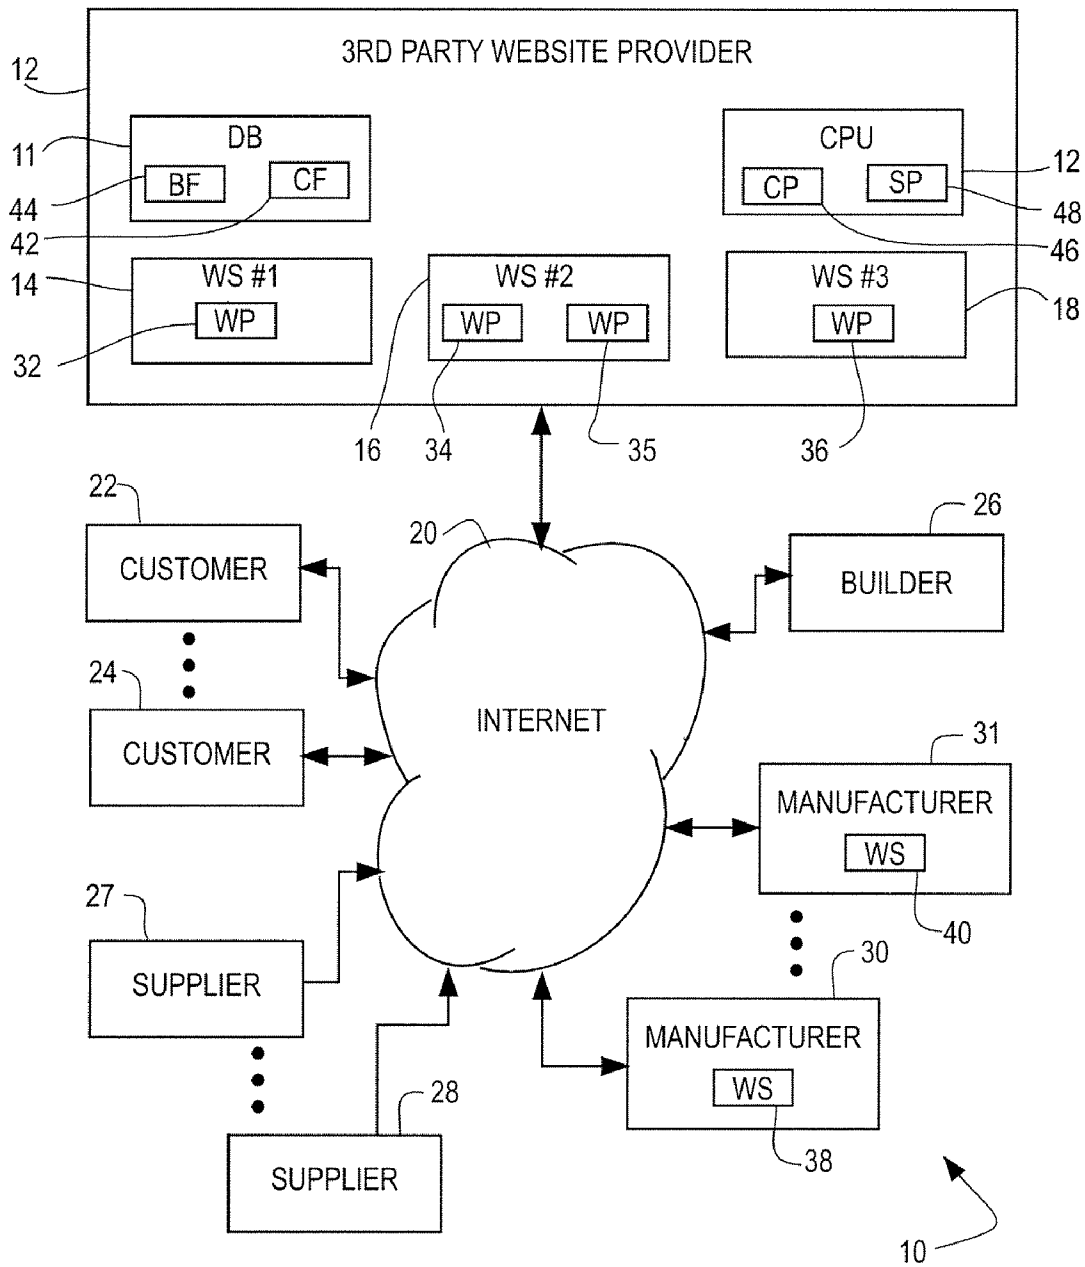 3RD PARTY WEBSITE PROVIDER
12
DB
CPU
11
BF
CF
CP
SP
12
44
48
42
46
14
WS #1
WS #2
WS #3
16
18
WP
WP
WP
WP
32
34
35
36
22
20
26
CUSTOMER
BUILDER
24
INTERNET
CUSTOMER
31
MANUFACTURER
WS
27
40
SUPPLIER
30
MANUFACTURER
WS
28
38
SUPPLIER
10